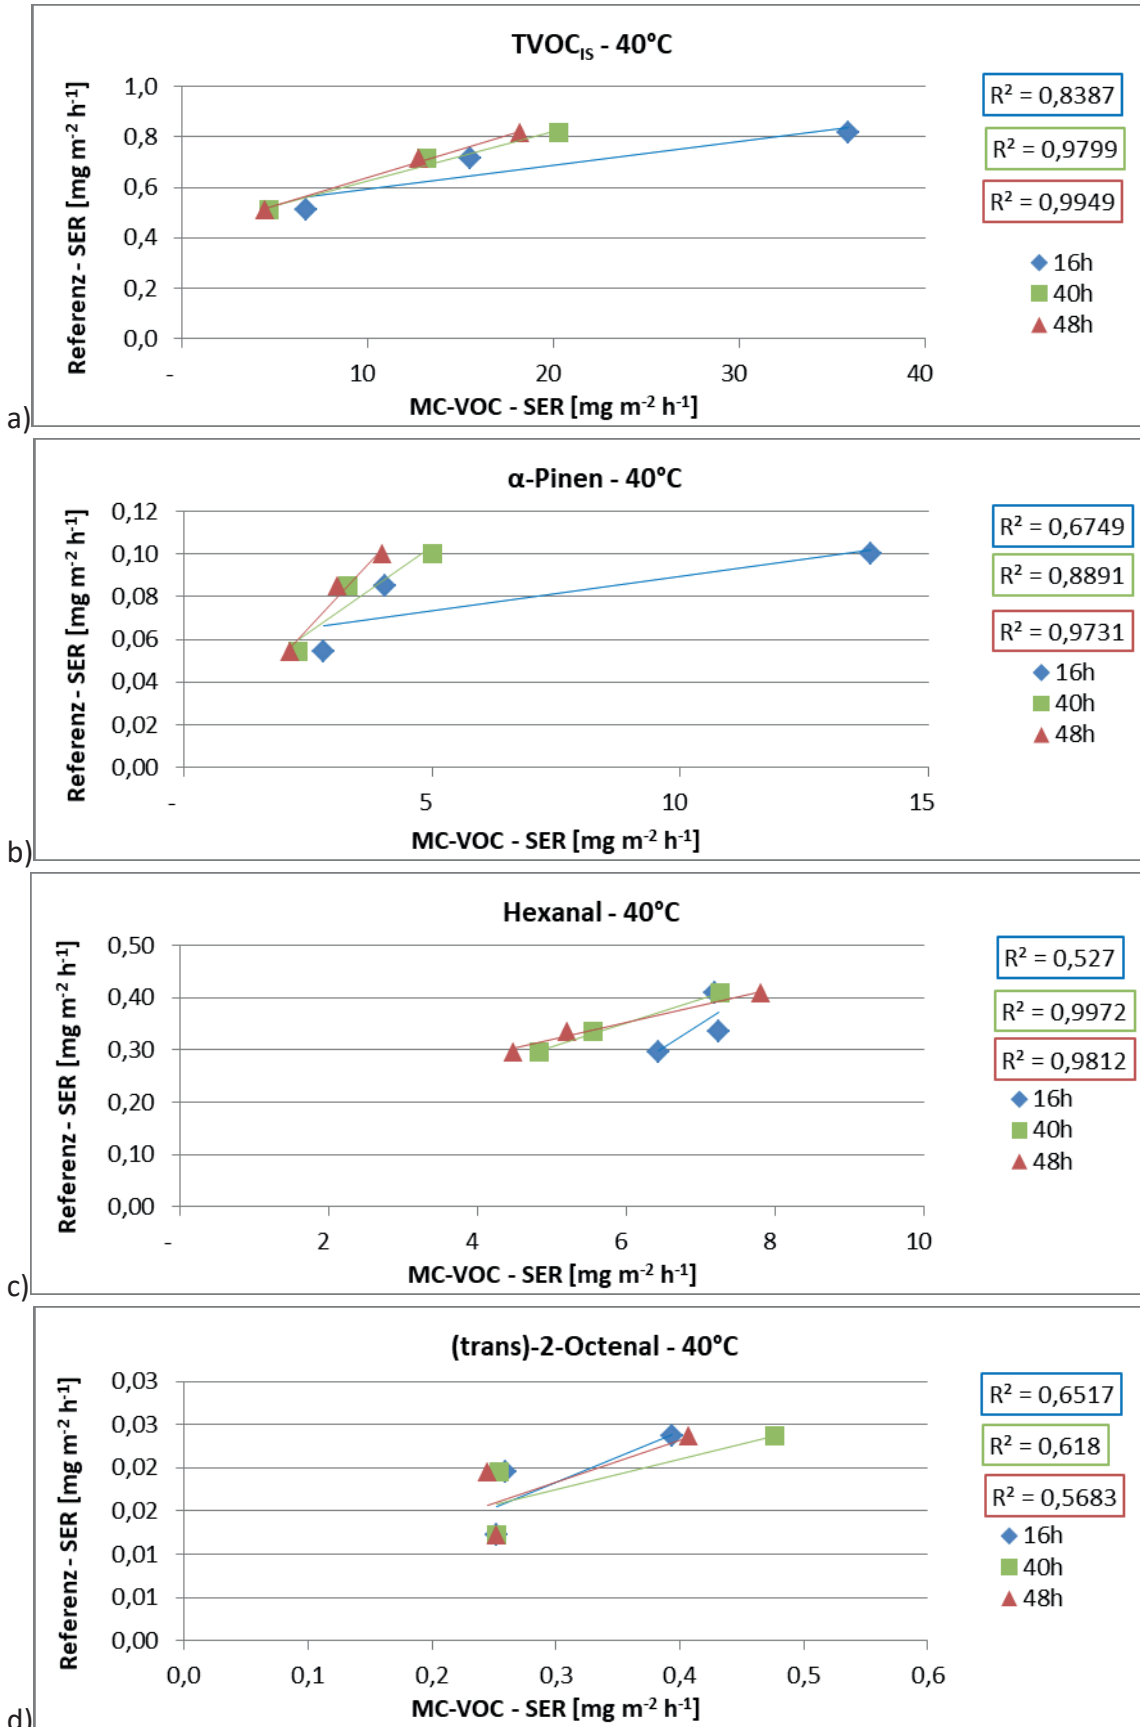 TVOC_IS - 40°C
Referenz - SER [mg m⁻² h⁻¹]
1,0
0,8
0,6
0,4
0,2
0,0
-
10
20
30
40
MC-VOC - SER [mg m⁻² h⁻¹]
R² = 0,8387
R² = 0,9799
R² = 0,9949
16h
40h
48h
a)
α-Pinen - 40°C
Referenz - SER [mg m⁻² h⁻¹]
0,12
0,10
0,08
0,06
0,04
0,02
0,00
-
5
10
15
MC-VOC - SER [mg m⁻² h⁻¹]
R² = 0,6749
R² = 0,8891
R² = 0,9731
16h
40h
48h
b)
Hexanal - 40°C
Referenz - SER [mg m⁻² h⁻¹]
0,50
0,40
0,30
0,20
0,10
0,00
-
2
4
6
8
10
MC-VOC - SER [mg m⁻² h⁻¹]
R² = 0,527
R² = 0,9972
R² = 0,9812
16h
40h
48h
c)
(trans)-2-Octenal - 40°C
Referenz - SER [mg m⁻² h⁻¹]
0,03
0,03
0,02
0,02
0,01
0,01
0,00
0,0
0,1
0,2
0,3
0,4
0,5
0,6
MC-VOC - SER [mg m⁻² h⁻¹]
R² = 0,6517
R² = 0,618
R² = 0,5683
16h
40h
48h
d)